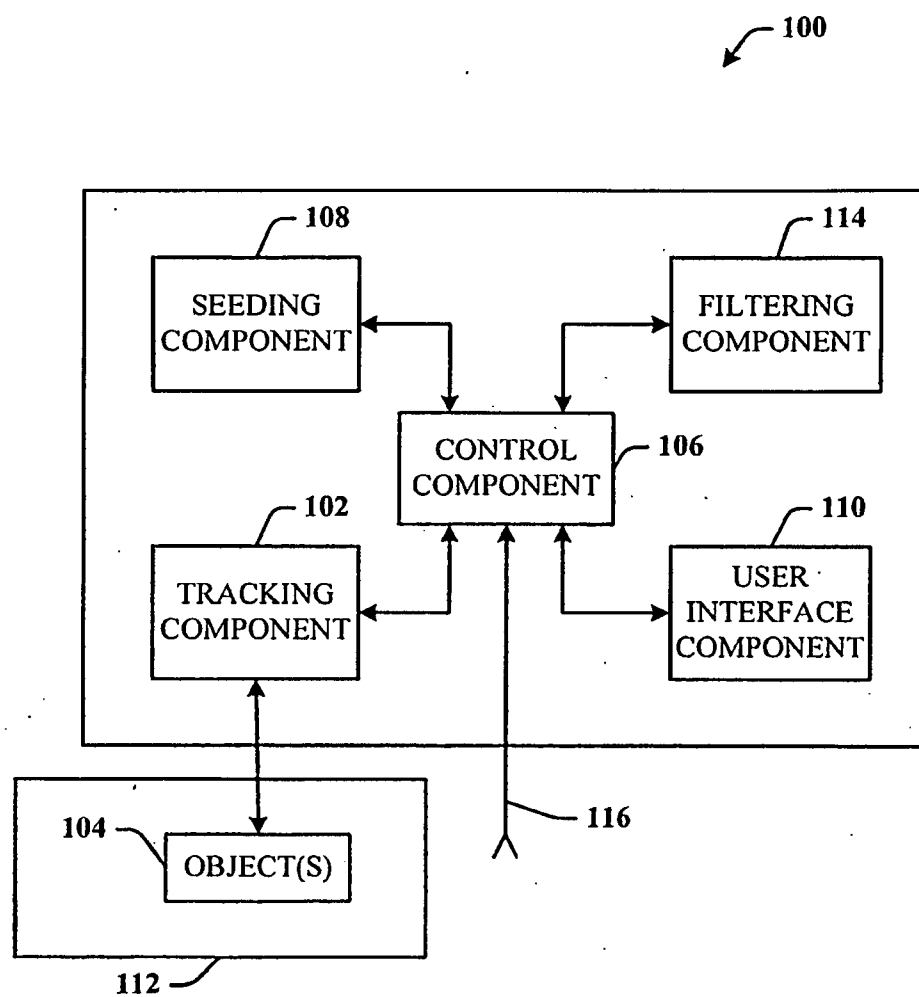 100
108
114
SEEDING
COMPONENT
FILTERING
COMPONENT
CONTROL
COMPONENT
106
102
110
TRACKING
COMPONENT
USER
INTERFACE
COMPONENT
104
OBJECT(S)
116
112